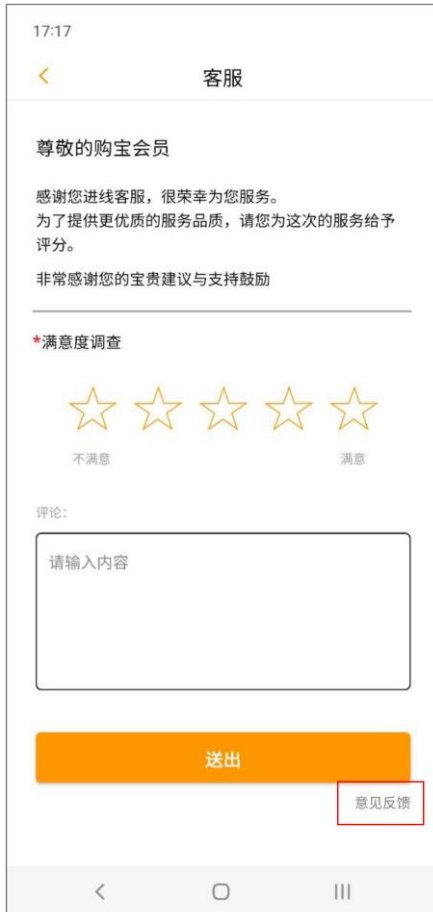 17:17
客服
尊敬的购宝会员
感谢您进线客服，很荣幸为您服务。
为了提供更优质的服务品质，请您为这次的服务给予
评分。
非常感谢您的宝贵建议与支持鼓励
*满意度调查
不满意 满意
评论：
请输入内容
送出
意见反馈